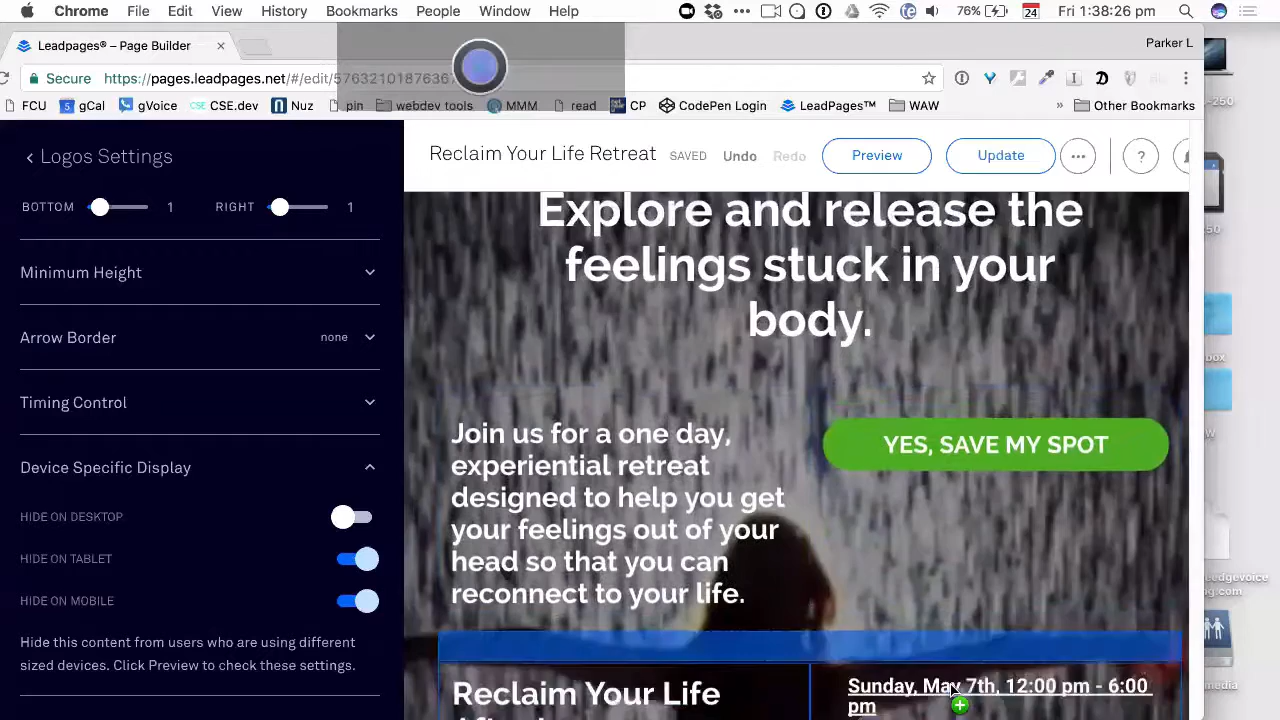 Chrome File Edit View History Bookmarks People Window Help 76% 24 Fri 1:38:26 pm
Leadpages® – Page Builder × Parker L
Secure https://pages.leadpages.net/#/edit/5763210187636
FCU gCal gVoice CSE.dev Nuz pin webdev tools MMM read CP CodePen Login LeadPages™ WAW » Other Bookmarks
Logos Settings
Reclaim Your Life Retreat SAVED Undo Redo Preview Update ?
BOTTOM 1 RIGHT 1
Minimum Height
Arrow Border none
Timing Control
Device Specific Display
HIDE ON DESKTOP
HIDE ON TABLET
HIDE ON MOBILE
Hide this content from users who are using different
sized devices. Click Preview to check these settings.
Explore and release the
feelings stuck in your
body.
Join us for a one day,
experiential retreat
designed to help you get
your feelings out of your
head so that you can
reconnect to your life.
YES, SAVE MY SPOT
Reclaim Your Life
Sunday, May 7th, 12:00 pm - 6:00
pm